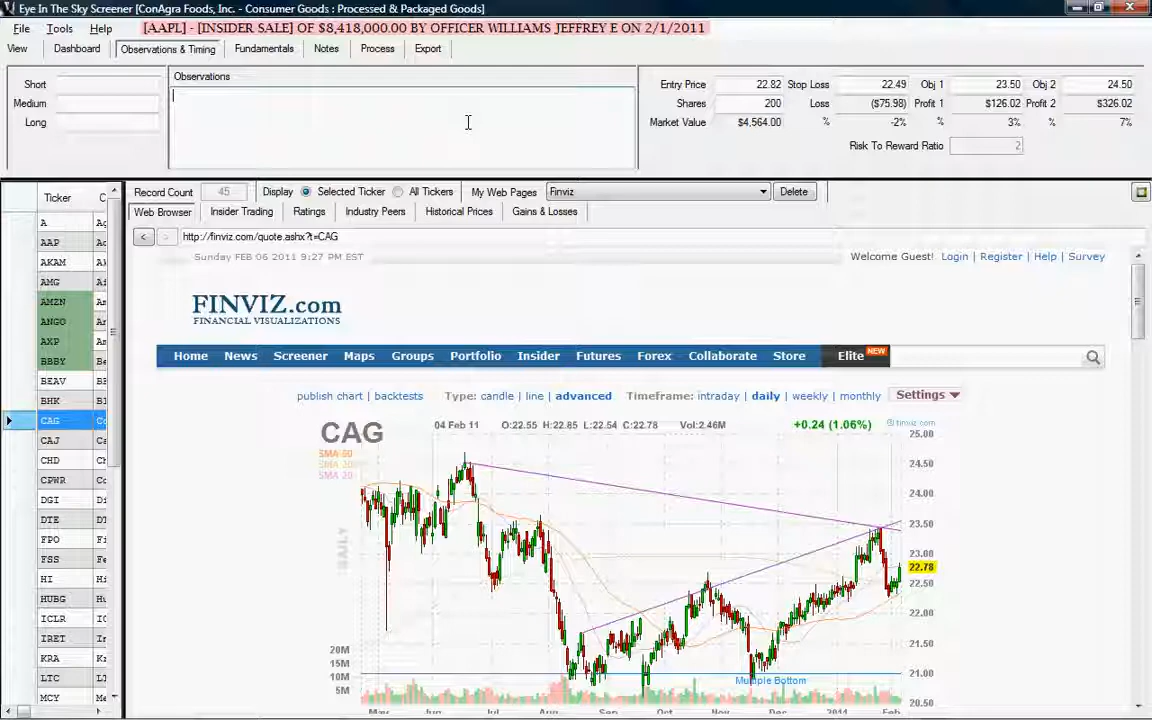 Eye In The Sky Screener [ConAgra Foods, Inc. - Consumer Goods : Processed & Packaged Goods]
File Tools Help [AAPL] - [INSIDER SALE] OF $8,418,000.00 BY OFFICER WILLIAMS JEFFREY E ON 2/1/2011
View Dashboard Observations & Timing Fundamentals Notes Process Export
Observations
Short
Medium
Long
Entry Price 22.82 Stop Loss 22.49 Obj 1 23.50 Obj 2 24.50
Shares 200 Loss ($75.98) Profit 1 $126.02 Profit 2 $326.02
Market Value $4,564.00 % -2% % 3% % 7%
Risk To Reward Ratio 2
Record Count 45 Display Selected Ticker All Tickers My Web Pages Finviz Delete
Web Browser Insider Trading Ratings Industry Peers Historical Prices Gains & Losses
< > http://finviz.com/quote.ashx?t=CAG
Ticker C
A
AAP
AKAM
AMG
AMZN
ANGO
AXP
BBBY
BEAV
BHK
CAG
CAJ
CHD
CPWR
DGI
DTE
FPO
FSS
HI
HUBG
ICLR
IRET
KRA
LTC
MCY
Sunday FEB 06 2011 9:27 PM EST Welcome Guest! Login | Register | Help | Survey
FINVIZ.com
FINANCIAL VISUALIZATIONS
Home News Screener Maps Groups Portfolio Insider Futures Forex Collaborate Store Elite NEW
publish chart | backtests Type: candle | line | advanced Timeframe: intraday | daily | weekly | monthly Settings
CAG 04 Feb 11 O:22.55 H:22.85 L:22.54 C:22.78 Vol:2.46M +0.24 (1.06%) © finviz.com
SMA 50
SMA 200
SMA 20
DAILY
25.00
24.50
24.00
23.50
23.00
22.78
22.50
22.00
21.50
21.00
20.50
20M
15M
10M
5M
Multiple Bottom
May Jun Jul Aug Sep Oct Nov Dec 2011 Feb